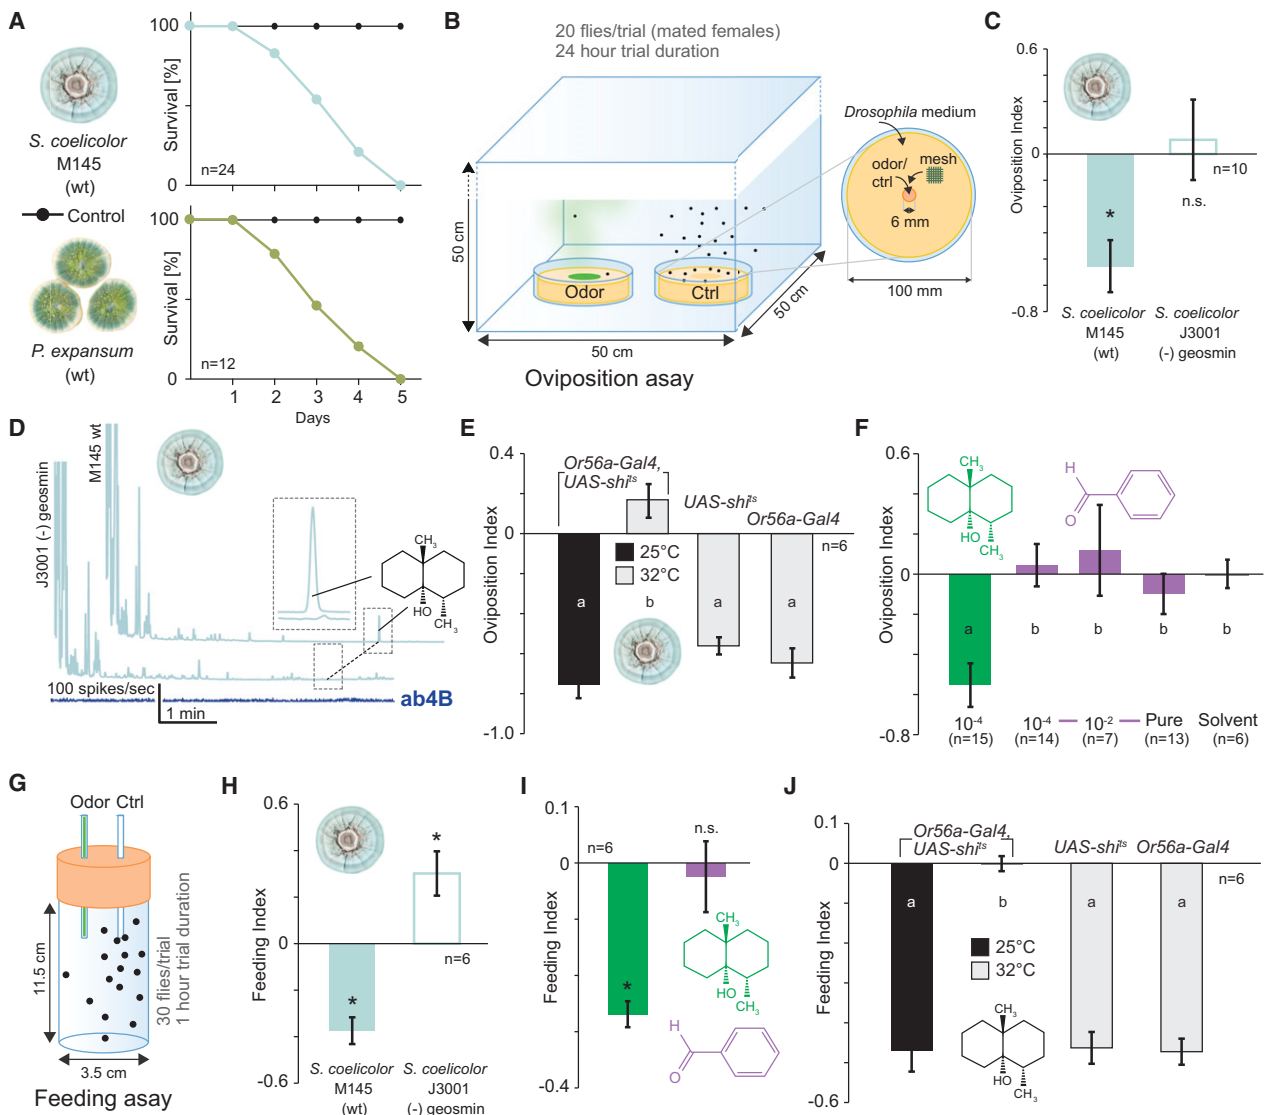 A
100
Survival [%]
0
n=24
S. coelicolor
M145
(wt)
Control
100
Survival [%]
0
n=12
P. expansum
(wt)
1 2 3 4 5
Days
B
20 flies/trial (mated females)
24 hour trial duration
50 cm
Odor
Ctrl
50 cm
50 cm
Oviposition assay
Drosophila medium
odor/
ctrl
mesh
6 mm
100 mm
C
0.6
Oviposition Index
0
-0.8
*
n.s.
n=10
S. coelicolor
M145
(wt)
S. coelicolor
J3001
(-) geosmin
D
J3001 (-) geosmin
M145 wt
CH3
HO
CH3
100 spikes/sec
1 min
ab4B
E
0.4
Oviposition Index
0
-1.0
Or56a-Gal4,
UAS-shits
UAS-shits
Or56a-Gal4
n=6
25°C
32°C
a
b
a
a
F
0.6
Oviposition Index
0
-0.8
CH3
HO
CH3
H
O
a
b
b
b
b
10-4 10-4 10-2 Pure Solvent
(n=15) (n=14) (n=7) (n=13) (n=6)
G
Odor Ctrl
11.5 cm
30 flies/trial
1 hour trial duration
3.5 cm
Feeding assay
H
0.6
Feeding Index
0
-0.6
*
*
n=6
S. coelicolor
M145
(wt)
S. coelicolor
J3001
(-) geosmin
I
0.1
Feeding Index
0
-0.4
n=6
n.s.
*
CH3
HO
CH3
H
O
J
0.1
Feeding Index
0
-0.6
Or56a-Gal4,
UAS-shits
UAS-shits
Or56a-Gal4
n=6
a
b
a
a
25°C
32°C
CH3
HO
CH3